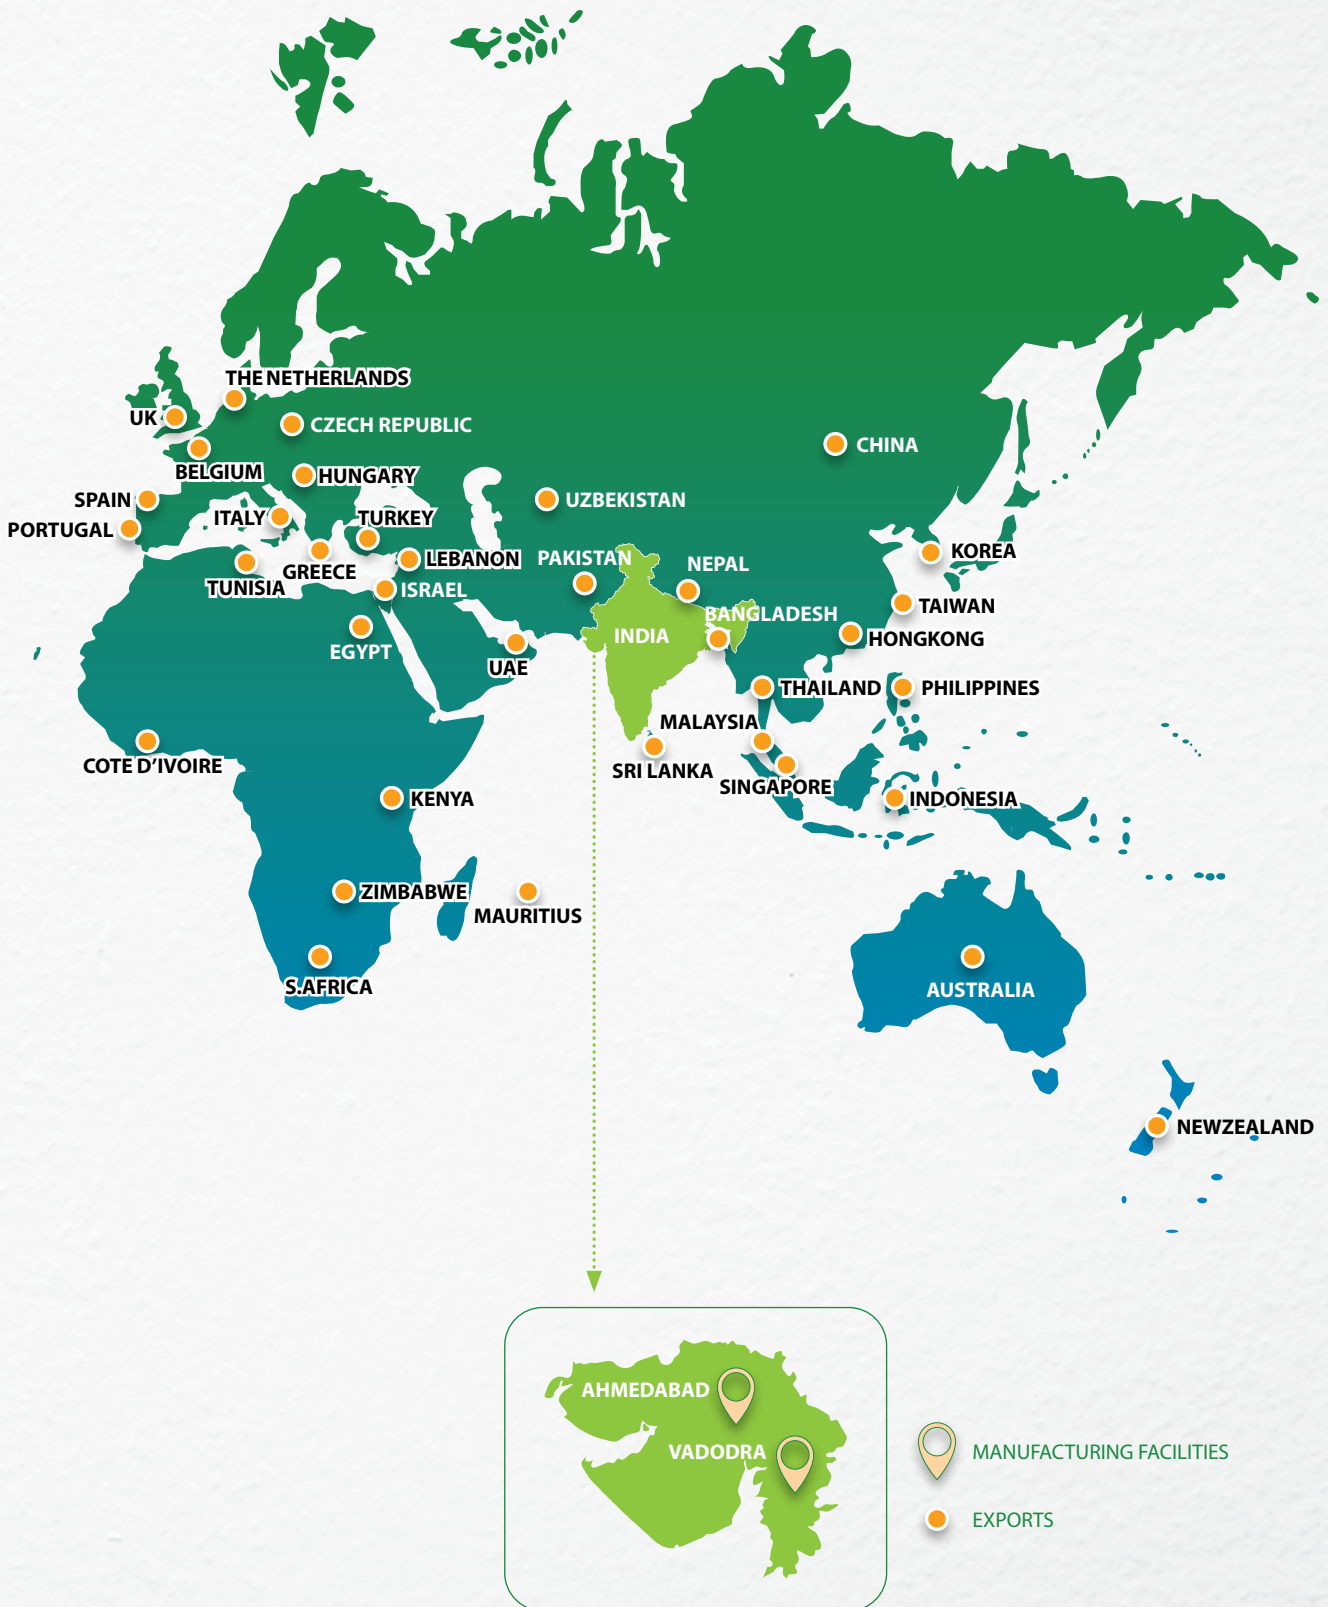 THE NETHERLANDS
UK
CZECH REPUBLIC
CHINA
BELGIUM
HUNGARY
SPAIN
UZBEKISTAN
ITALY
TURKEY
PORTUGAL
KOREA
PAKISTAN
LEBANON
NEPAL
GREECE
TUNISIA
ISRAEL
TAIWAN
BANGLADESH
INDIA
HONGKONG
EGYPT
UAE
THAILAND
PHILIPPINES
MALAYSIA
COTE D'IVOIRE
SRI LANKA
SINGAPORE
KENYA
INDONESIA
ZIMBABWE
MAURITIUS
S.AFRICA
AUSTRALIA
NEWZEALAND
AHMEDABAD
VADODRA
MANUFACTURING FACILITIES
EXPORTS